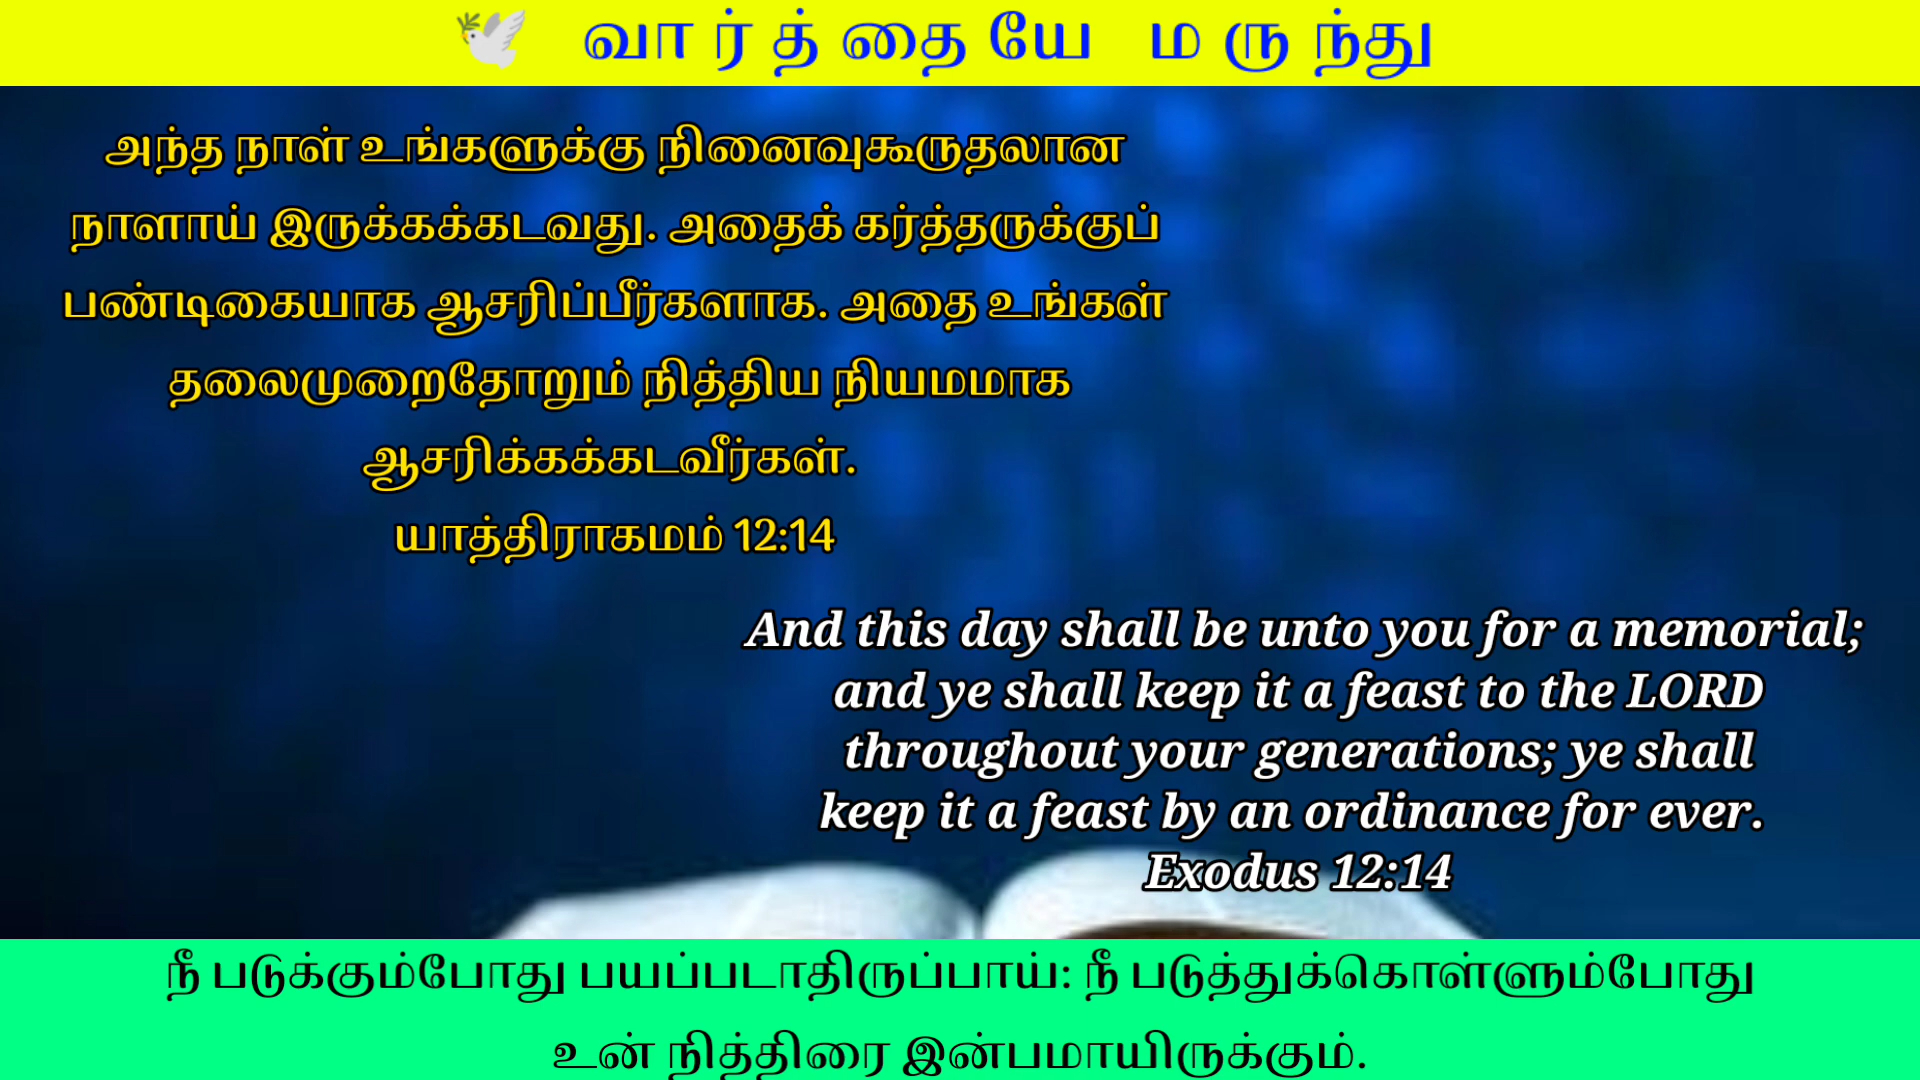 வார்த்தையே மருந்து
அந்த நாள் உங்களுக்கு நினைவுகூருதலான
நாளாய் இருக்கக்கடவது. அதைக் கர்த்தருக்குப்
பண்டிகையாக ஆசரிப்பீர்களாக. அதை உங்கள்
தலைமுறைதோறும் நித்திய நியமமாக
ஆசரிக்கக்கடவீர்கள்.
யாத்திராகமம் 12:14
And this day shall be unto you for a memorial;
and ye shall keep it a feast to the LORD
throughout your generations; ye shall
keep it a feast by an ordinance for ever.
Exodus 12:14
நீ படுக்கும்போது பயப்படாதிருப்பாய்: நீ படுத்துக்கொள்ளும்போது
உன் நித்திரை இன்பமாயிருக்கும்.